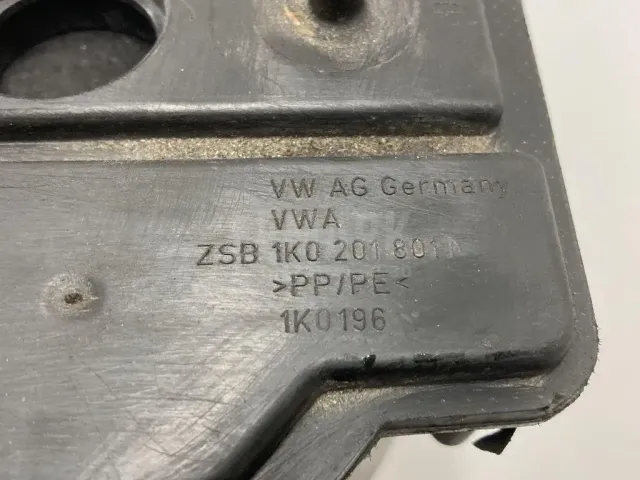 VW AG Germany
VWA
ZSB 1K0 201 801
>PP/PE<
1K0196